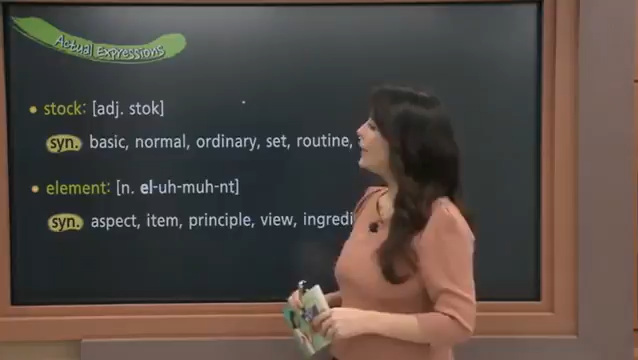 Actual Expressions
stock: [adj. stok]
syn. basic, normal, ordinary, set, routine,
element: [n. el-uh-muh-nt]
syn. aspect, item, principle, view, ingredi